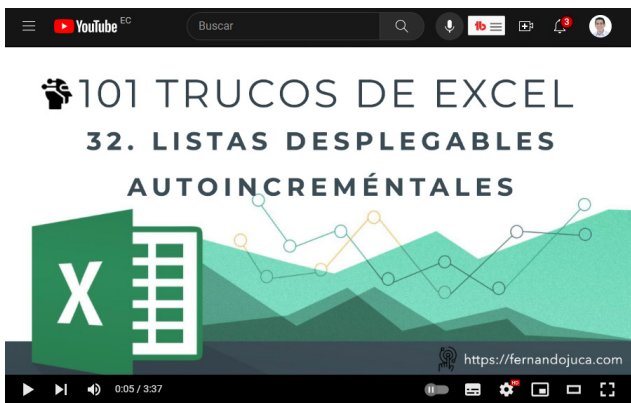 YouTube EC
Buscar
tb
3
101 TRUCOS DE EXCEL
32. LISTAS DESPLEGABLES
AUTOINCREMÉNTALES
X
https://fernandojuca.com
0:05 / 3:37
HD